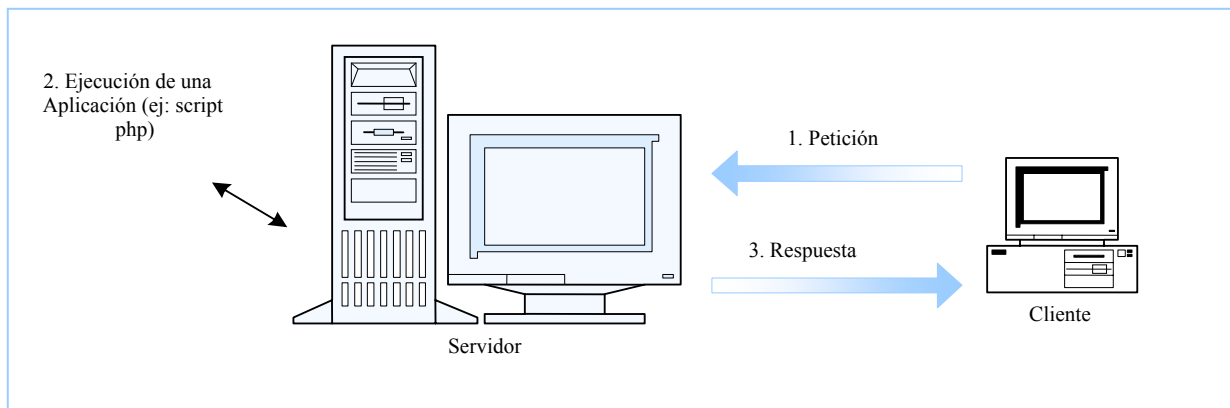 2. Ejecución de una
Aplicación (ej: script
php)
1. Petición
3. Respuesta
Cliente
Servidor